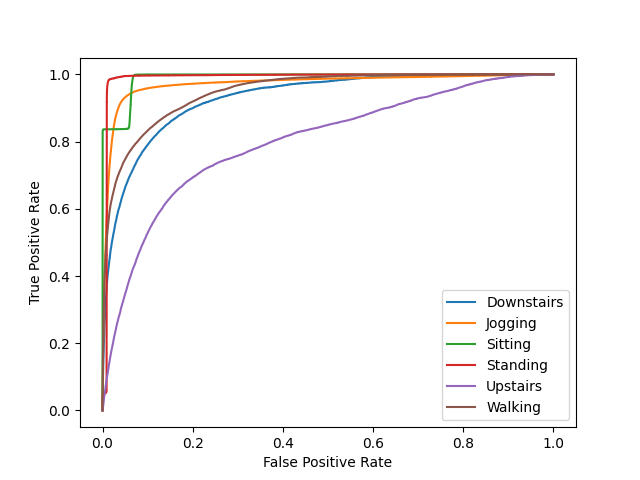 1.0
0.8
0.6
0.4
0.2
0.0
True Positive Rate
Downstairs
Jogging
Sitting
Standing
Upstairs
Walking
0.0 0.2 0.4 0.6 0.8 1.0
False Positive Rate